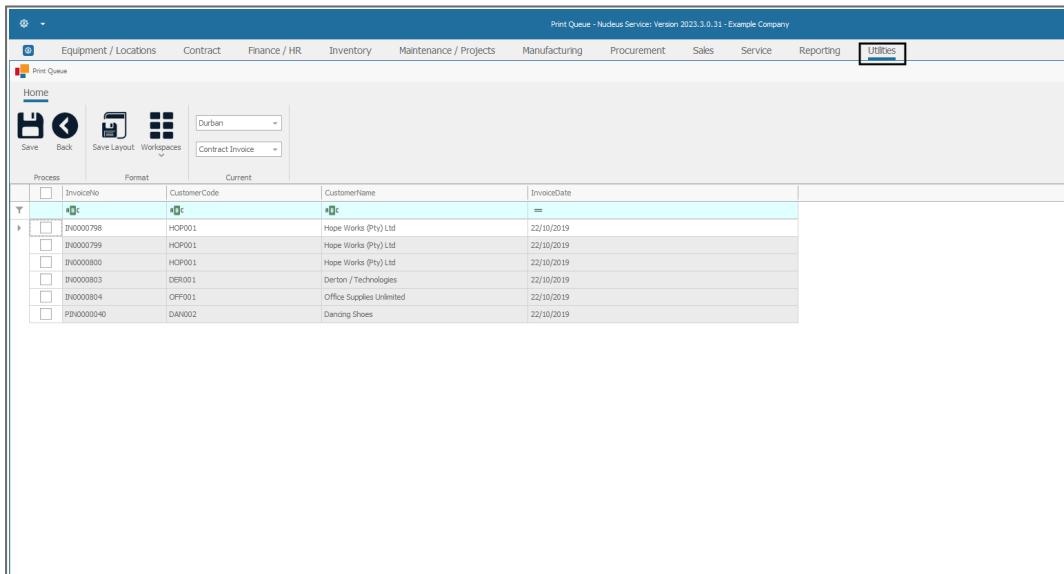 Print Queue - Nucleus Service: Version 2023.3.0.31 - Example Company
Equipment / Locations Contract Finance / HR Inventory Maintenance / Projects Manufacturing Procurement Sales Service Reporting Utilities
Print Queue
Home
Durban
Save Back Save Layout Workspaces Contract Invoice
Process Format Current
InvoiceNo CustomerCode CustomerName InvoiceDate
aBc aBc aBc =
IN0000798 HOP001 Hope Works (Pty) Ltd 22/10/2019
IN0000799 HOP001 Hope Works (Pty) Ltd 22/10/2019
IN0000800 HOP001 Hope Works (Pty) Ltd 22/10/2019
IN0000803 DER001 Derton / Technologies 22/10/2019
IN0000804 OFF001 Office Supplies Unlimited 22/10/2019
PIN0000040 DAN002 Dancing Shoes 22/10/2019